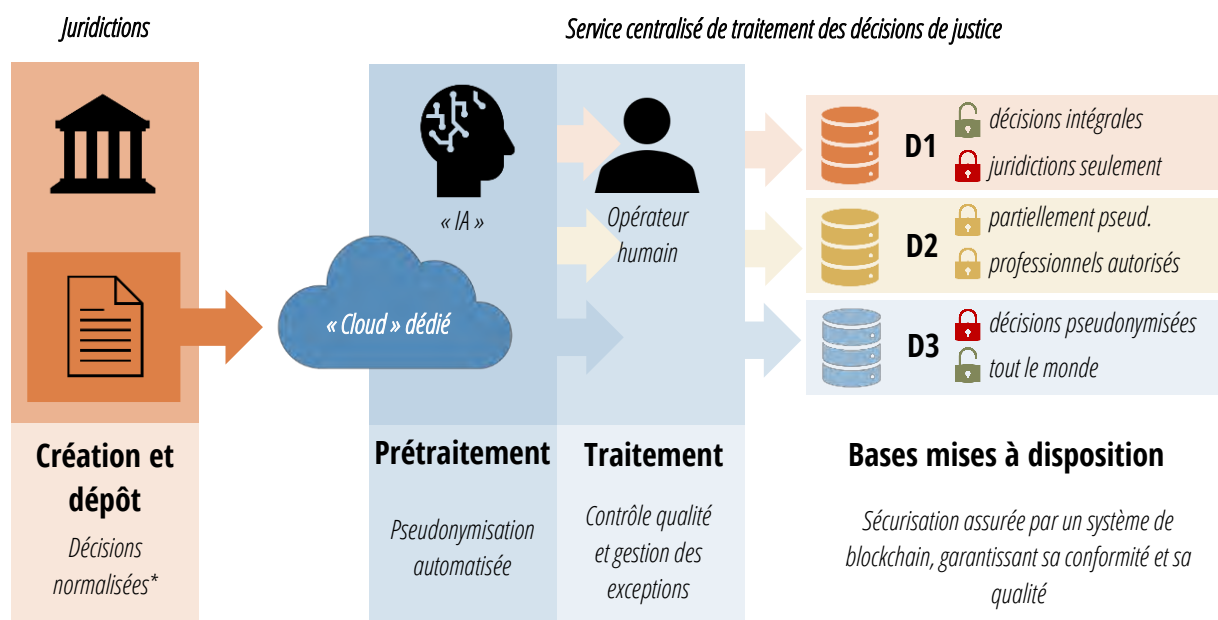 Juridictions
Service centralisé de traitement des décisions de justice
« IA »
Opérateur
humain
« Cloud » dédié
D1
décisions intégrales
juridictions seulement
D2
partiellement pseud.
professionnels autorisés
D3
décisions pseudonymisées
tout le monde
Création et
dépôt
Décisions
normalisées*
Prétraitement
Pseudonymisation
automatisée
Traitement
Contrôle qualité
et gestion des
exceptions
Bases mises à disposition
Sécurisation assurée par un système de
blockchain, garantissant sa conformité et sa
qualité